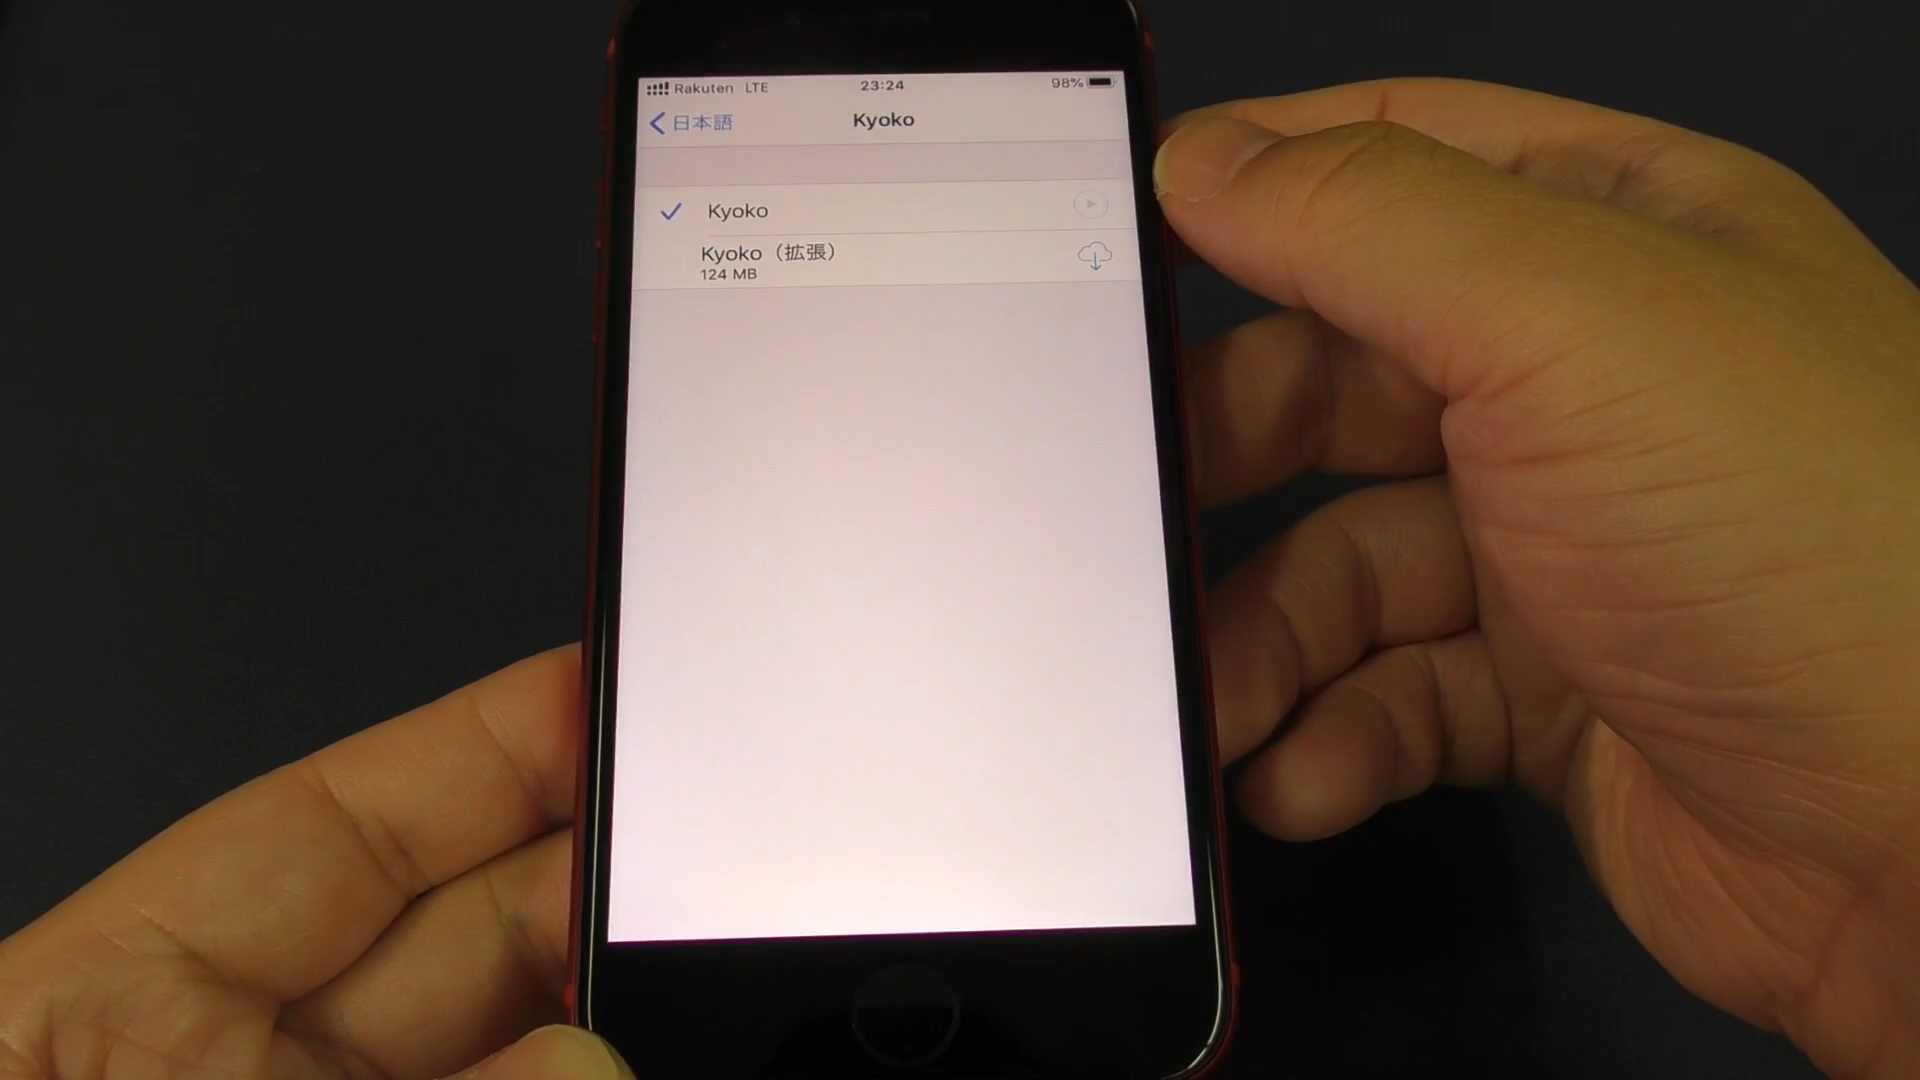 Rakuten LTE 23:24 98%
日本語 Kyoko
Kyoko
Kyoko（拡張）
124 MB